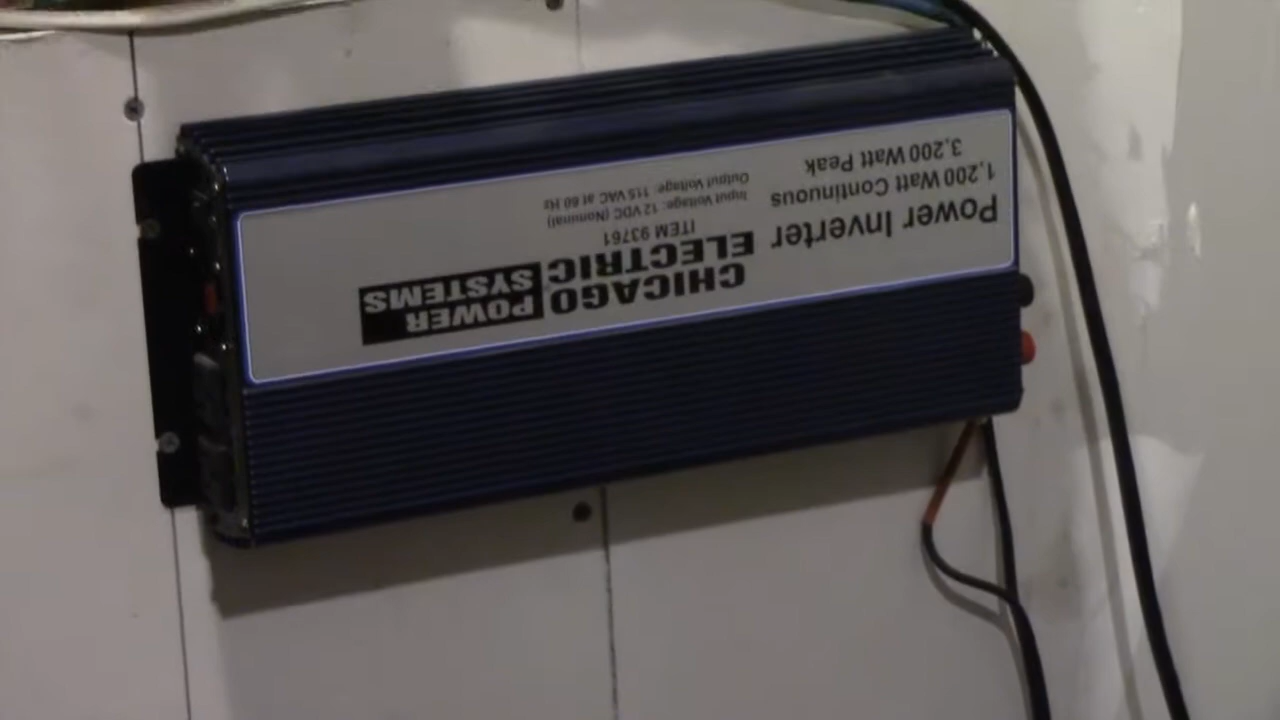 CHICAGO
ELECTRIC
POWER
SYSTEMS
ITEM 93761
Input Voltage: 12 VDC (Nominal)
Output Voltage: 115 VAC at 60 Hz
Power Inverter
1,200 Watt Continuous
3,200 Watt Peak